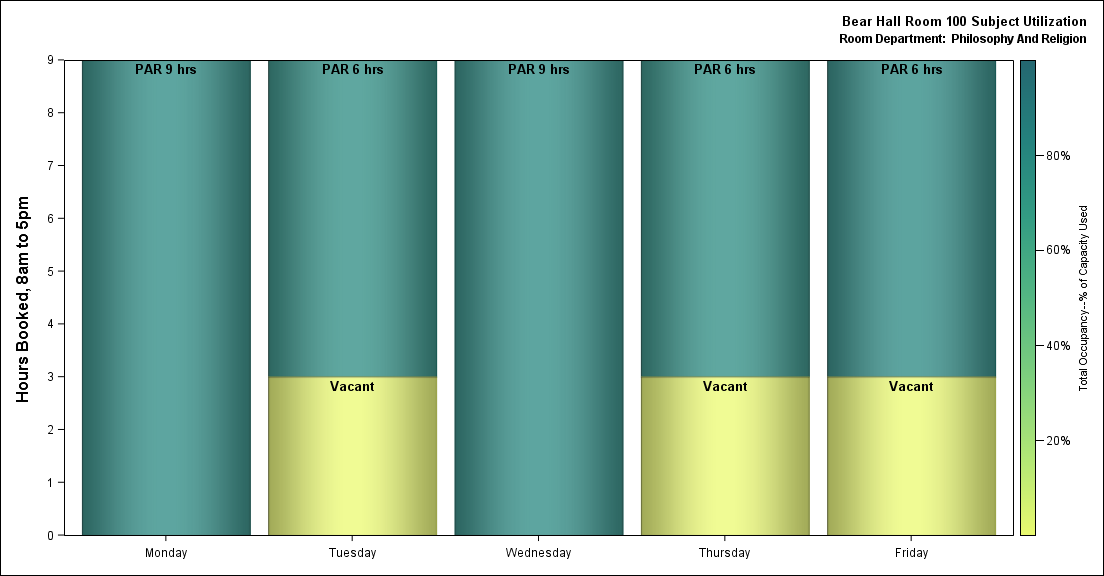 Bear Hall Room 100 Subject Utilization
Room Department: Philosophy And Religion
Hours Booked, 8am to 5pm
9
8
7
6
5
4
3
2
1
0
PAR 9 hrs
PAR 6 hrs
PAR 9 hrs
PAR 6 hrs
PAR 6 hrs
Vacant
Vacant
Vacant
Monday
Tuesday
Wednesday
Thursday
Friday
80%
60%
40%
20%
Total Occupancy--% of Capacity Used